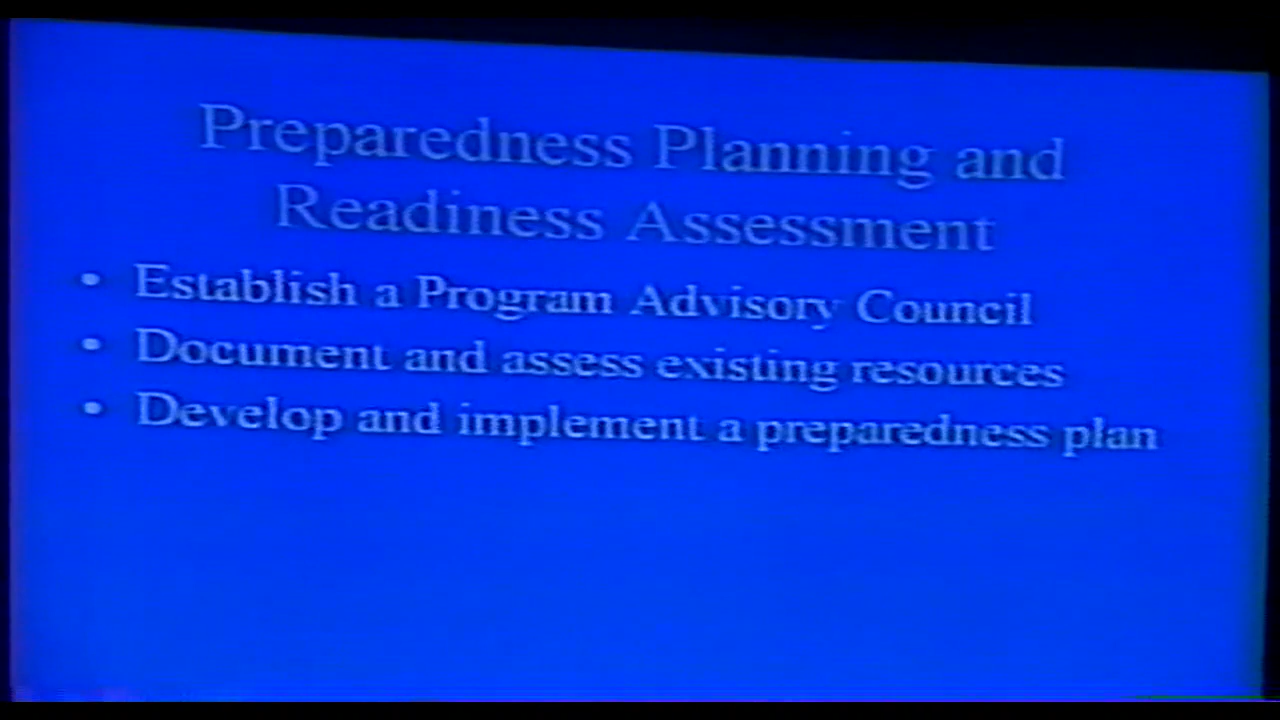 Preparedness Planning and
Readiness Assessment
• Establish a Program Advisory Council
• Document and assess existing resources
• Develop and implement a preparedness plan